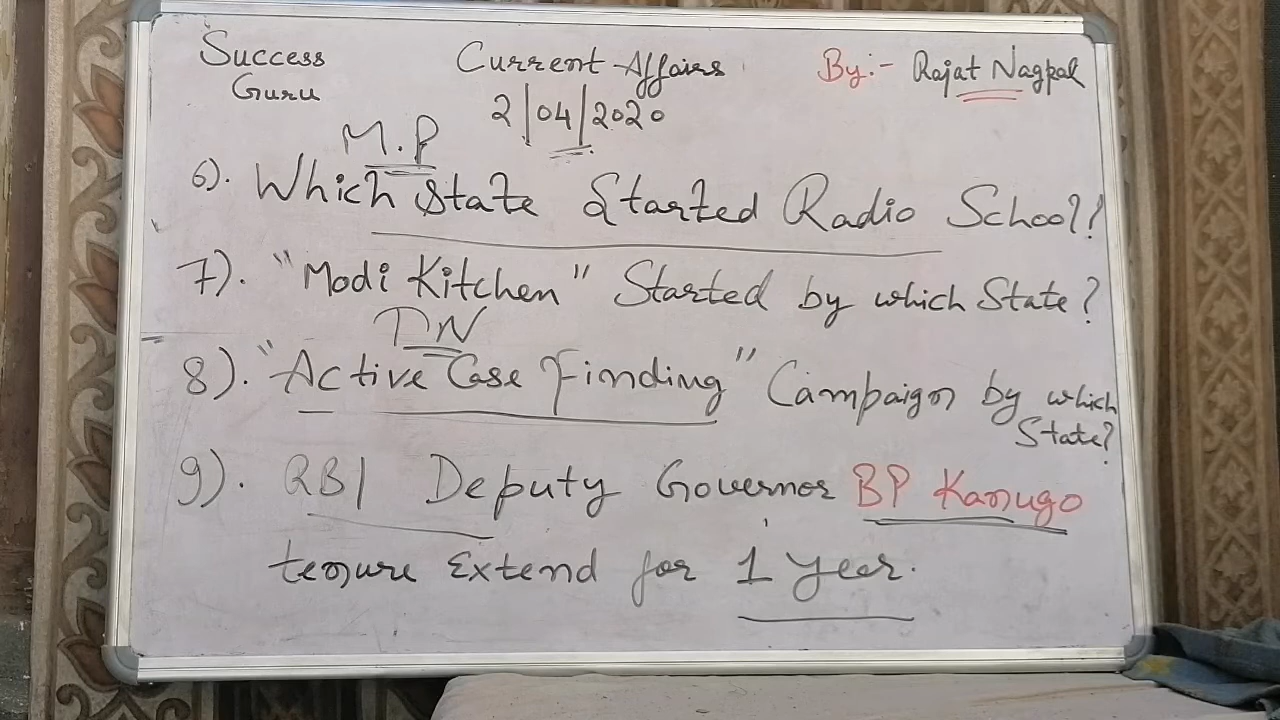 Success Guru
Current Affairs
By:- Rajat Nagpal
2/04/2020
M.P
6). Which State Started Radio School?
7). "Modi Kitchen" Started by which State?
TN
8). "Active Case Finding" Campaign by which
State?
9). RBI Deputy Governor BP Kanugo
tenure Extend for 1 Year.